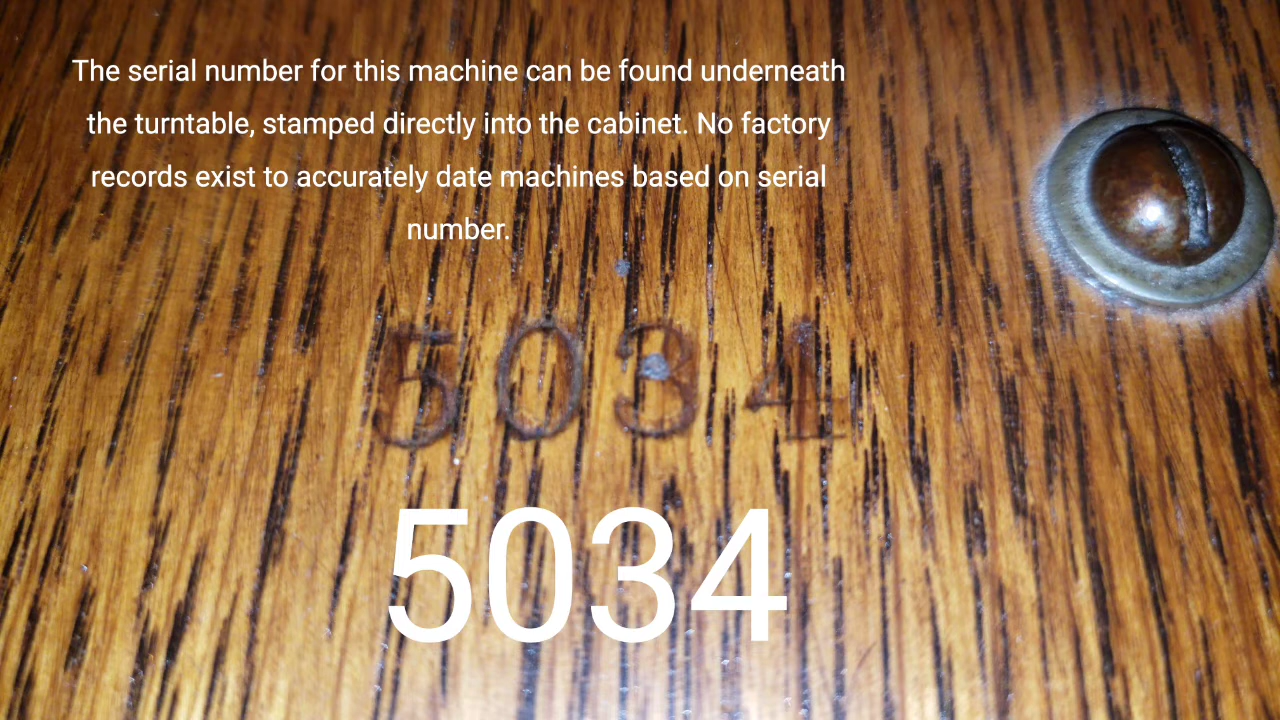 The serial number for this machine can be found underneath
the turntable, stamped directly into the cabinet. No factory
records exist to accurately date machines based on serial
number.
5034
5034